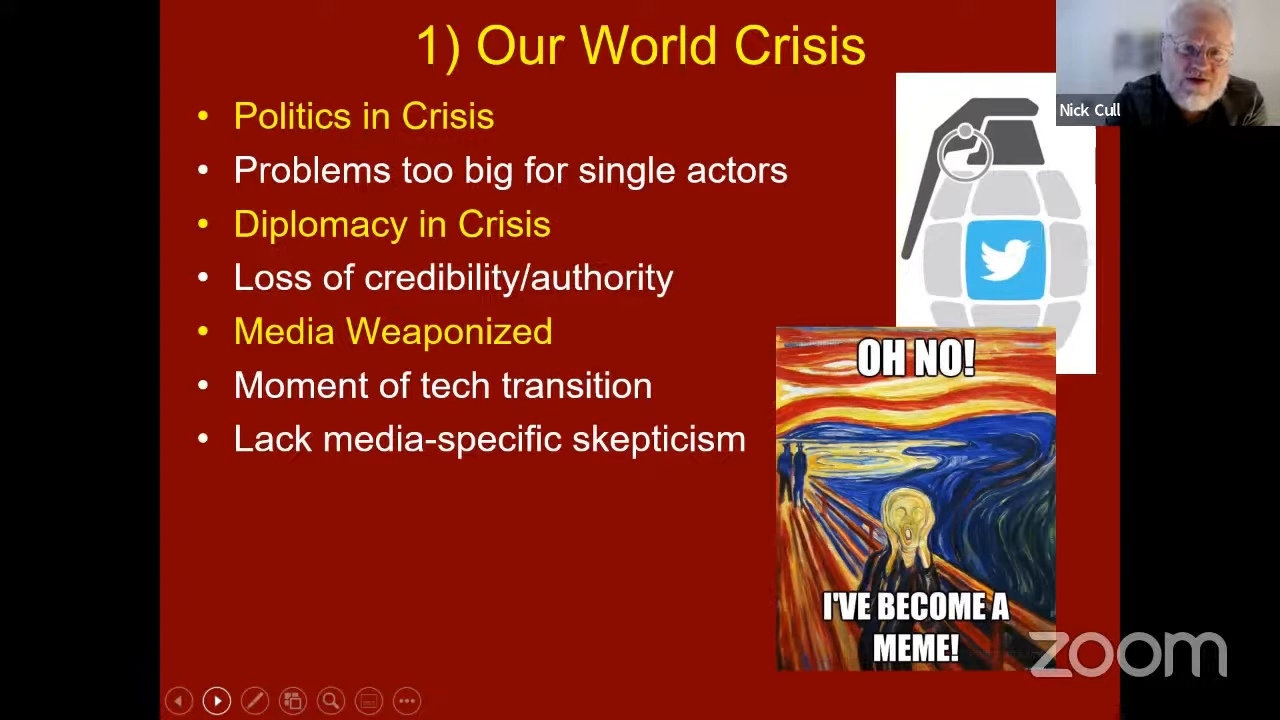 1) Our World Crisis
Nick Cull
• Politics in Crisis
• Problems too big for single actors
• Diplomacy in Crisis
• Loss of credibility/authority
• Media Weaponized
• Moment of tech transition
• Lack media-specific skepticism
OH NO!
I'VE BECOME A
MEME!
zoom